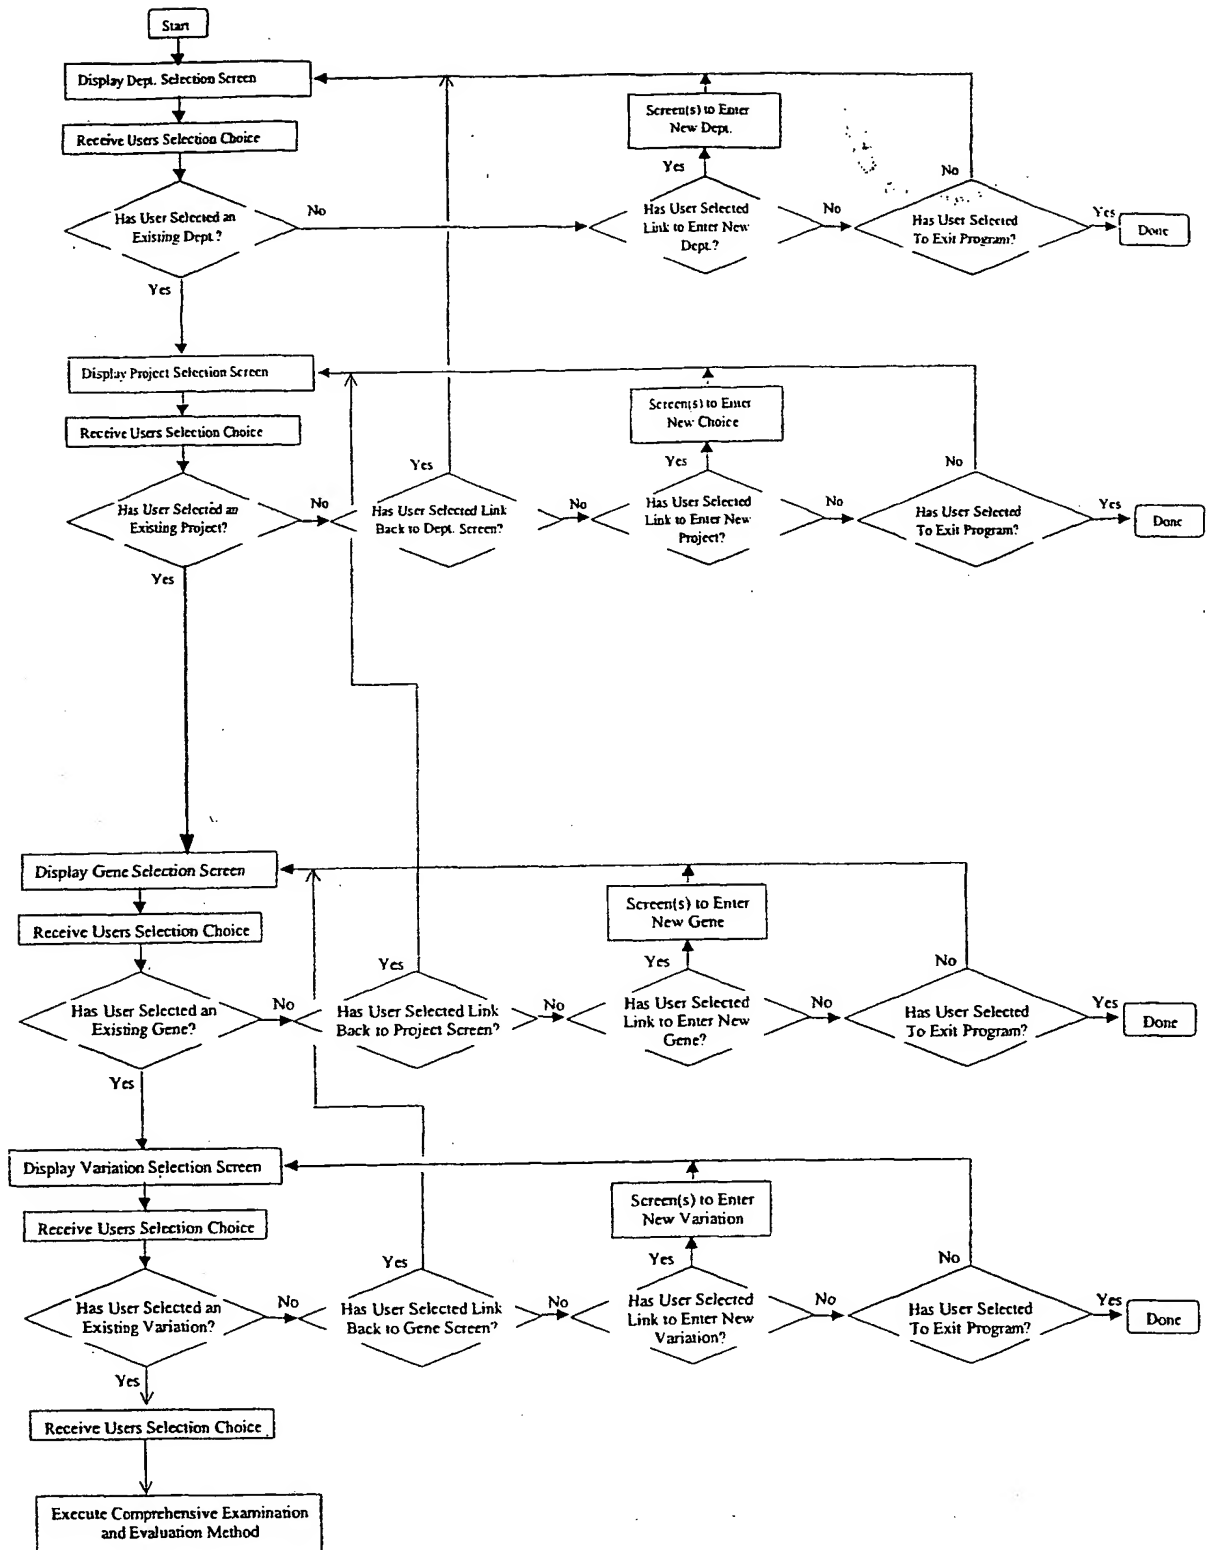 Start
Display Dept. Selection Screen
Receive Users Selection Choice
Has User Selected an
Existing Dept.?
No
Yes
Screen(s) to Enter
New Dept.
Yes
Has User Selected
Link to Enter New
Dept.?
No
No
Has User Selected
To Exit Program?
Yes
Done
Display Project Selection Screen
Receive Users Selection Choice
Has User Selected an
Existing Project?
No
Yes
Yes
Has User Selected Link
Back to Dept. Screen?
No
Screen(s) to Enter
New Choice
Yes
Has User Selected
Link to Enter New
Project?
No
No
Has User Selected
To Exit Program?
Yes
Done
Display Gene Selection Screen
Receive Users Selection Choice
Has User Selected an
Existing Gene?
No
Yes
Yes
Has User Selected Link
Back to Project Screen?
No
Screen(s) to Enter
New Gene
Yes
Has User Selected
Link to Enter New
Gene?
No
No
Has User Selected
To Exit Program?
Yes
Done
Display Variation Selection Screen
Receive Users Selection Choice
Has User Selected an
Existing Variation?
No
Yes
Yes
Has User Selected Link
Back to Gene Screen?
No
Screen(s) to Enter
New Variation
Yes
Has User Selected
Link to Enter New
Variation?
No
No
Has User Selected
To Exit Program?
Yes
Done
Receive Users Selection Choice
Execute Comprehensive Examination
and Evaluation Method